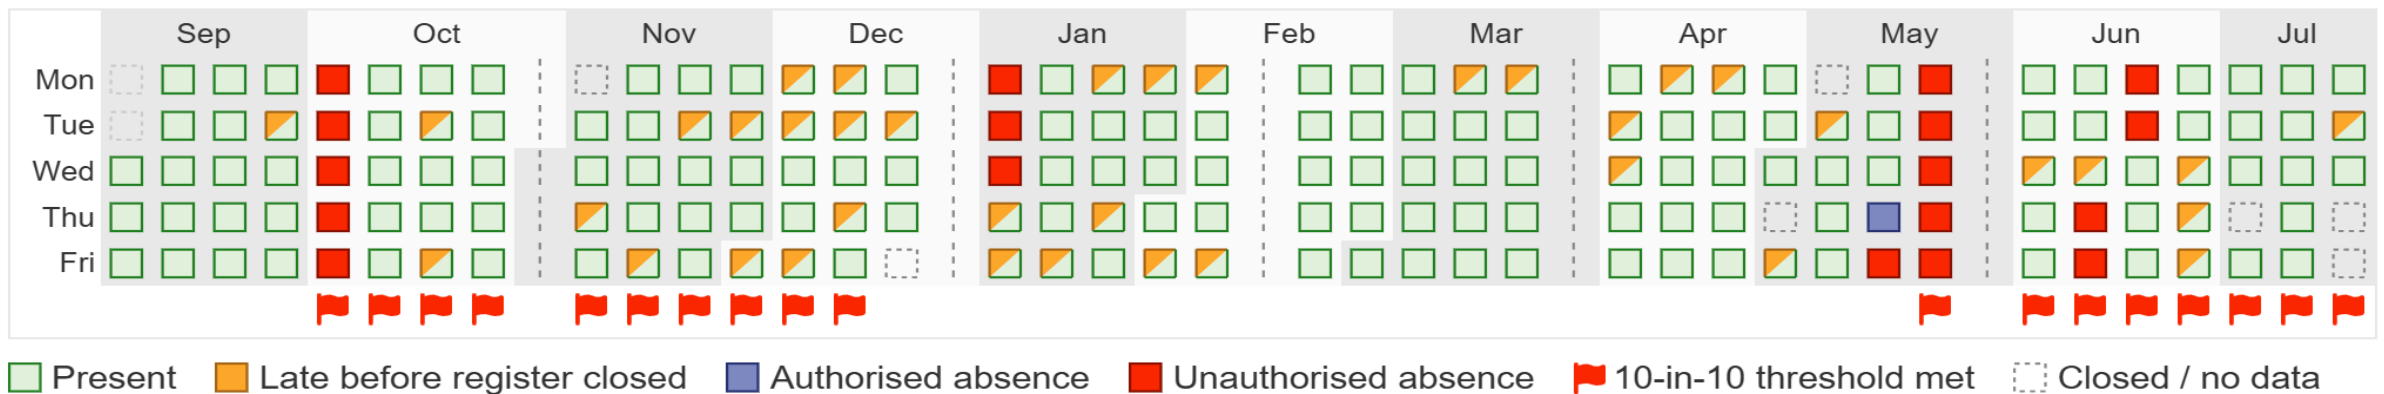 Sep Oct Nov Dec Jan Feb Mar Apr May Jun Jul
Mon
Tue
Wed
Thu
Fri
Present Late before register closed Authorised absence Unauthorised absence 10-in-10 threshold met Closed / no data